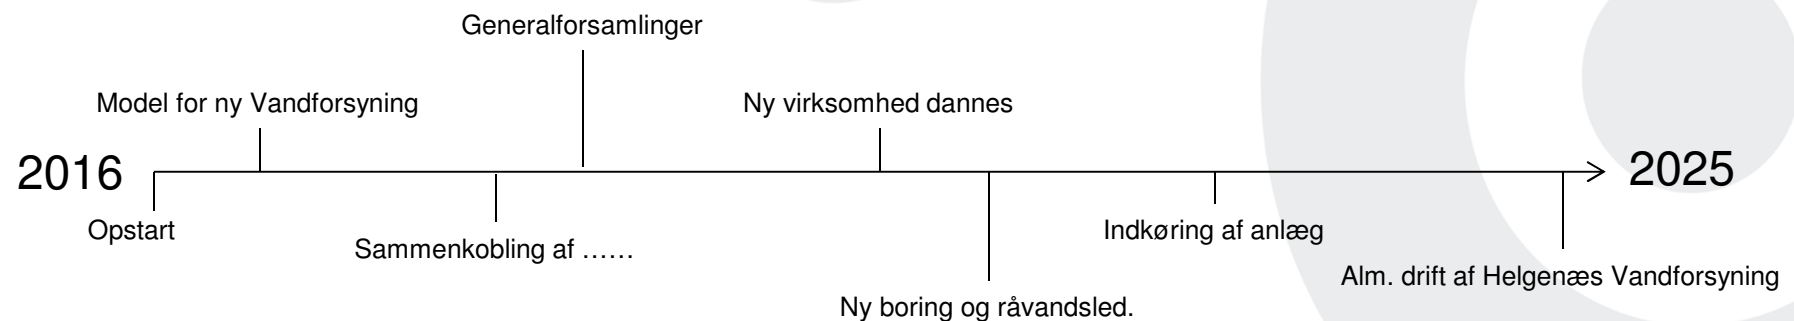 Generalforsamlinger
Model for ny Vandforsyning
Ny virksomhed dannes
2016
2025
Opstart
Sammenkobling af ……
Indkøring af anlæg
Alm. drift af Helgenæs Vandforsyning
Ny boring og råvandsled.